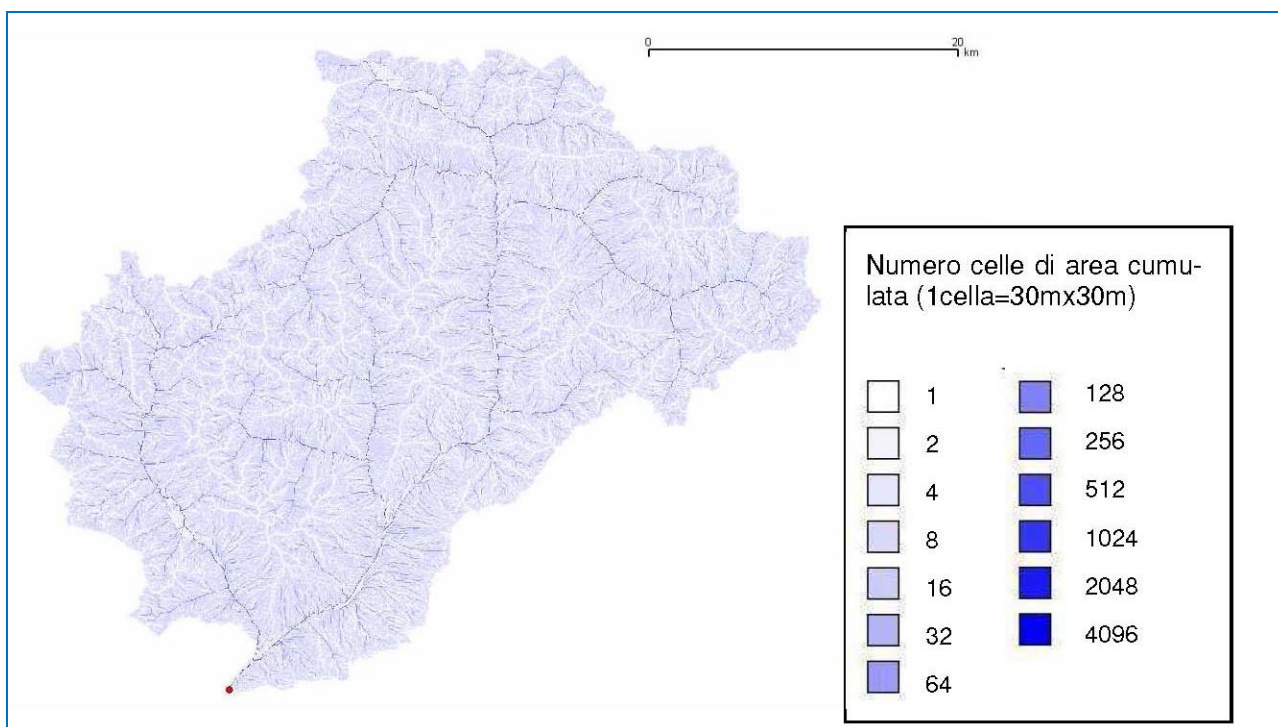 0 20
km
Numero celle di area cumu-
lata (1cella=30mx30m)
1 128
2 256
4 512
8 1024
16 2048
32 4096
64